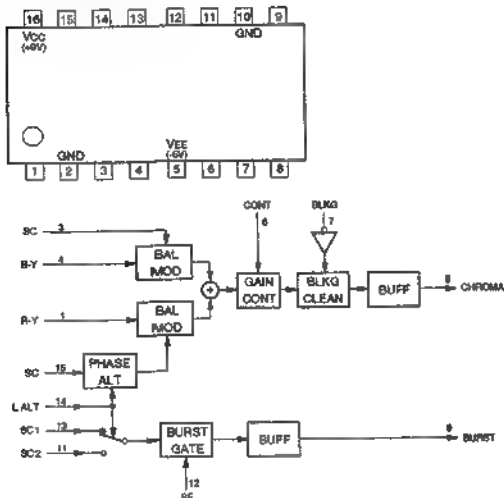 16 15 14 13 12 11 10 9
VCC GND
(+9V)
VEE
GND (-6V)
1 2 3 4 5 6 7 8
CONT BLKG
6 7
SC 3
BAL
MOD
B-Y 4
GAIN
CONT
BLKG
CLEAN
BUFF
CHROMA
R-Y 1
BAL
MOD
SC 15
PHASE
ALT
L ALT 14
SC1 13
SC2 11
BURST
GATE
BUFF
BURST
12